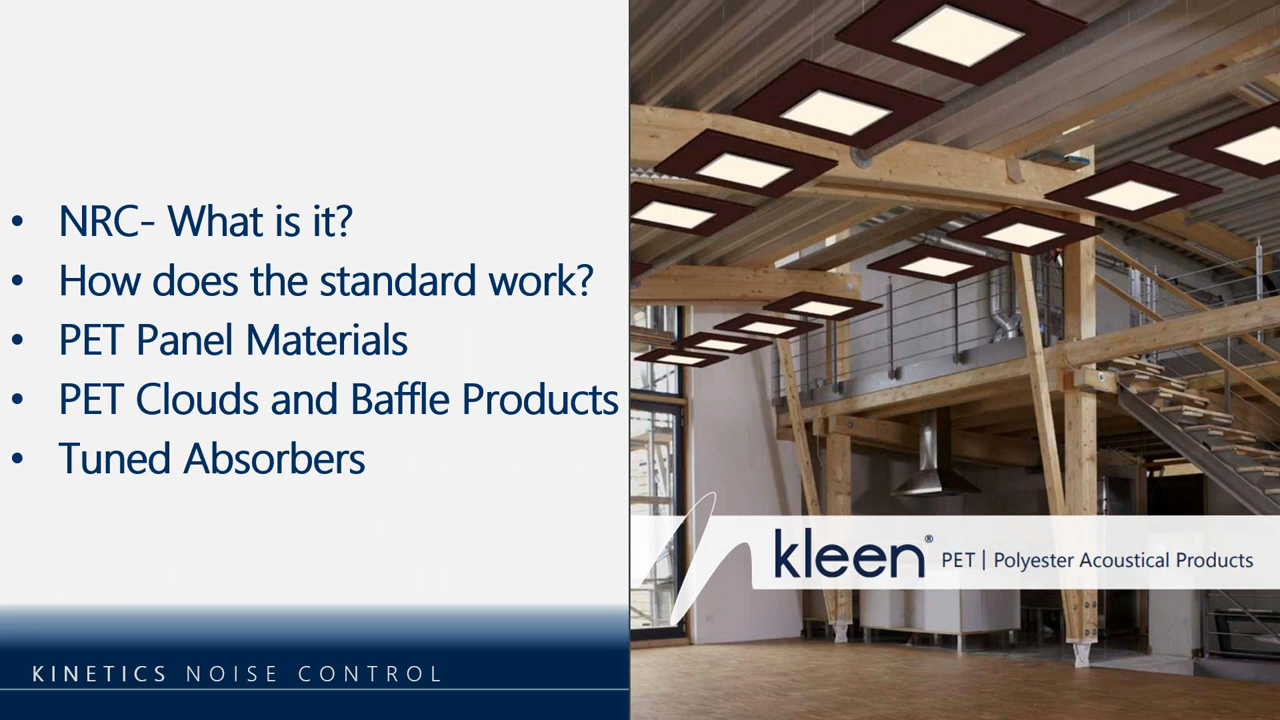 • NRC- What is it?
• How does the standard work?
• PET Panel Materials
• PET Clouds and Baffle Products
• Tuned Absorbers
KINETICS NOISE CONTROL
kleen® PET | Polyester Acoustical Products